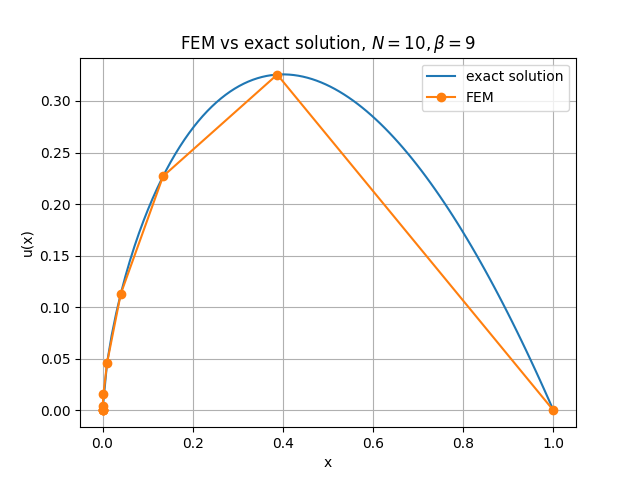 FEM vs exact solution, $N = 10, \beta = 9$
exact solution
FEM
u(x)
0.30
0.25
0.20
0.15
0.10
0.05
0.00
0.0 0.2 0.4 0.6 0.8 1.0
x